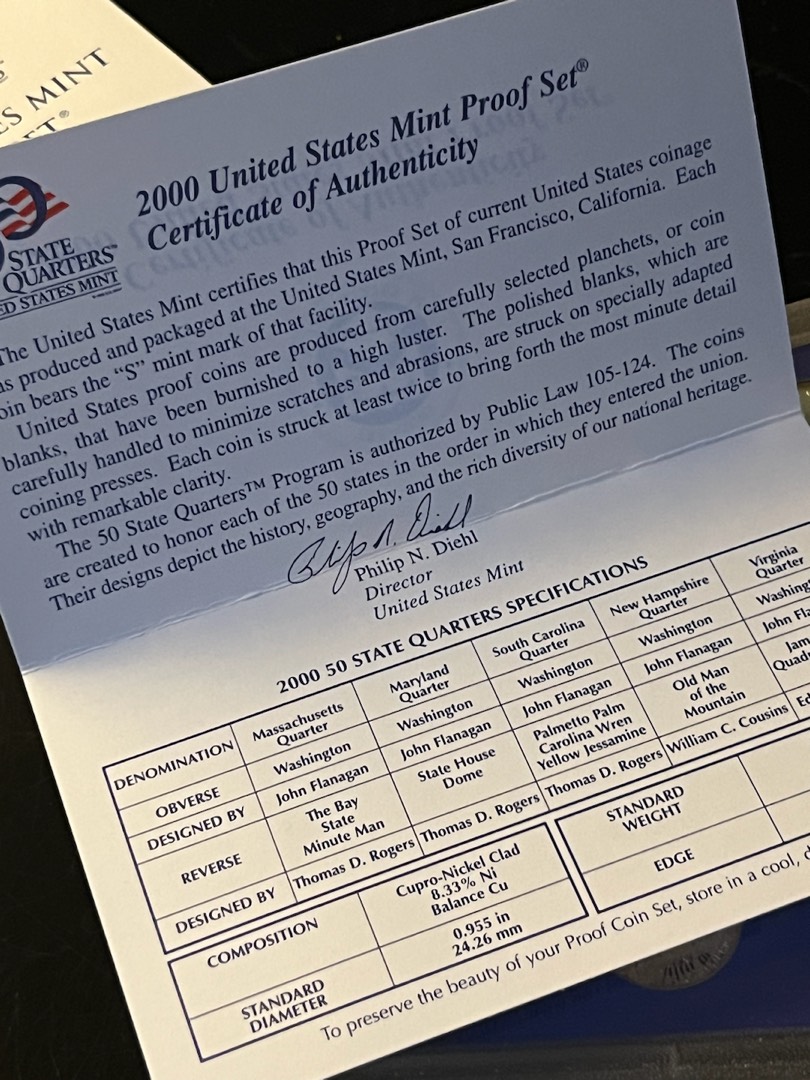 S MINT
T®
2000 United States Mint Proof Set®
Certificate of Authenticity
STATE
QUARTERS™
ED STATES MINT
The United States Mint certifies that this Proof Set of current United States coinage
as produced and packaged at the United States Mint, San Francisco, California. Each
oin bears the "S" mint mark of that facility.
United States proof coins are produced from carefully selected planchets, or coin
blanks, that have been burnished to a high luster. The polished blanks, which are
carefully handled to minimize scratches and abrasions, are struck on specially adapted
coining presses. Each coin is struck at least twice to bring forth the most minute detail
with remarkable clarity.
The 50 State Quarters™ Program is authorized by Public Law 105-124. The coins
are created to honor each of the 50 states in the order in which they entered the union.
Their designs depict the history, geography, and the rich diversity of our national heritage.
Philip N. Diehl
Philip N. Diehl
Director
United States Mint
2000 50 STATE QUARTERS SPECIFICATIONS
DENOMINATION Massachusetts Quarter Maryland Quarter South Carolina Quarter New Hampshire Quarter Virginia Quarter
OBVERSE Washington Washington Washington Washington Washing
DESIGNED BY John Flanagan John Flanagan John Flanagan John Flanagan John Fla
REVERSE The Bay State Minute Man State House Dome Palmetto Palm Carolina Wren Yellow Jessamine Old Man of the Mountain Jam Quad
DESIGNED BY Thomas D. Rogers Thomas D. Rogers Thomas D. Rogers William C. Cousins Ed
COMPOSITION Cupro-Nickel Clad 8.33% Ni Balance Cu
STANDARD DIAMETER 0.955 in 24.26 mm
STANDARD WEIGHT
EDGE
To preserve the beauty of your Proof Coin Set, store in a cool, d